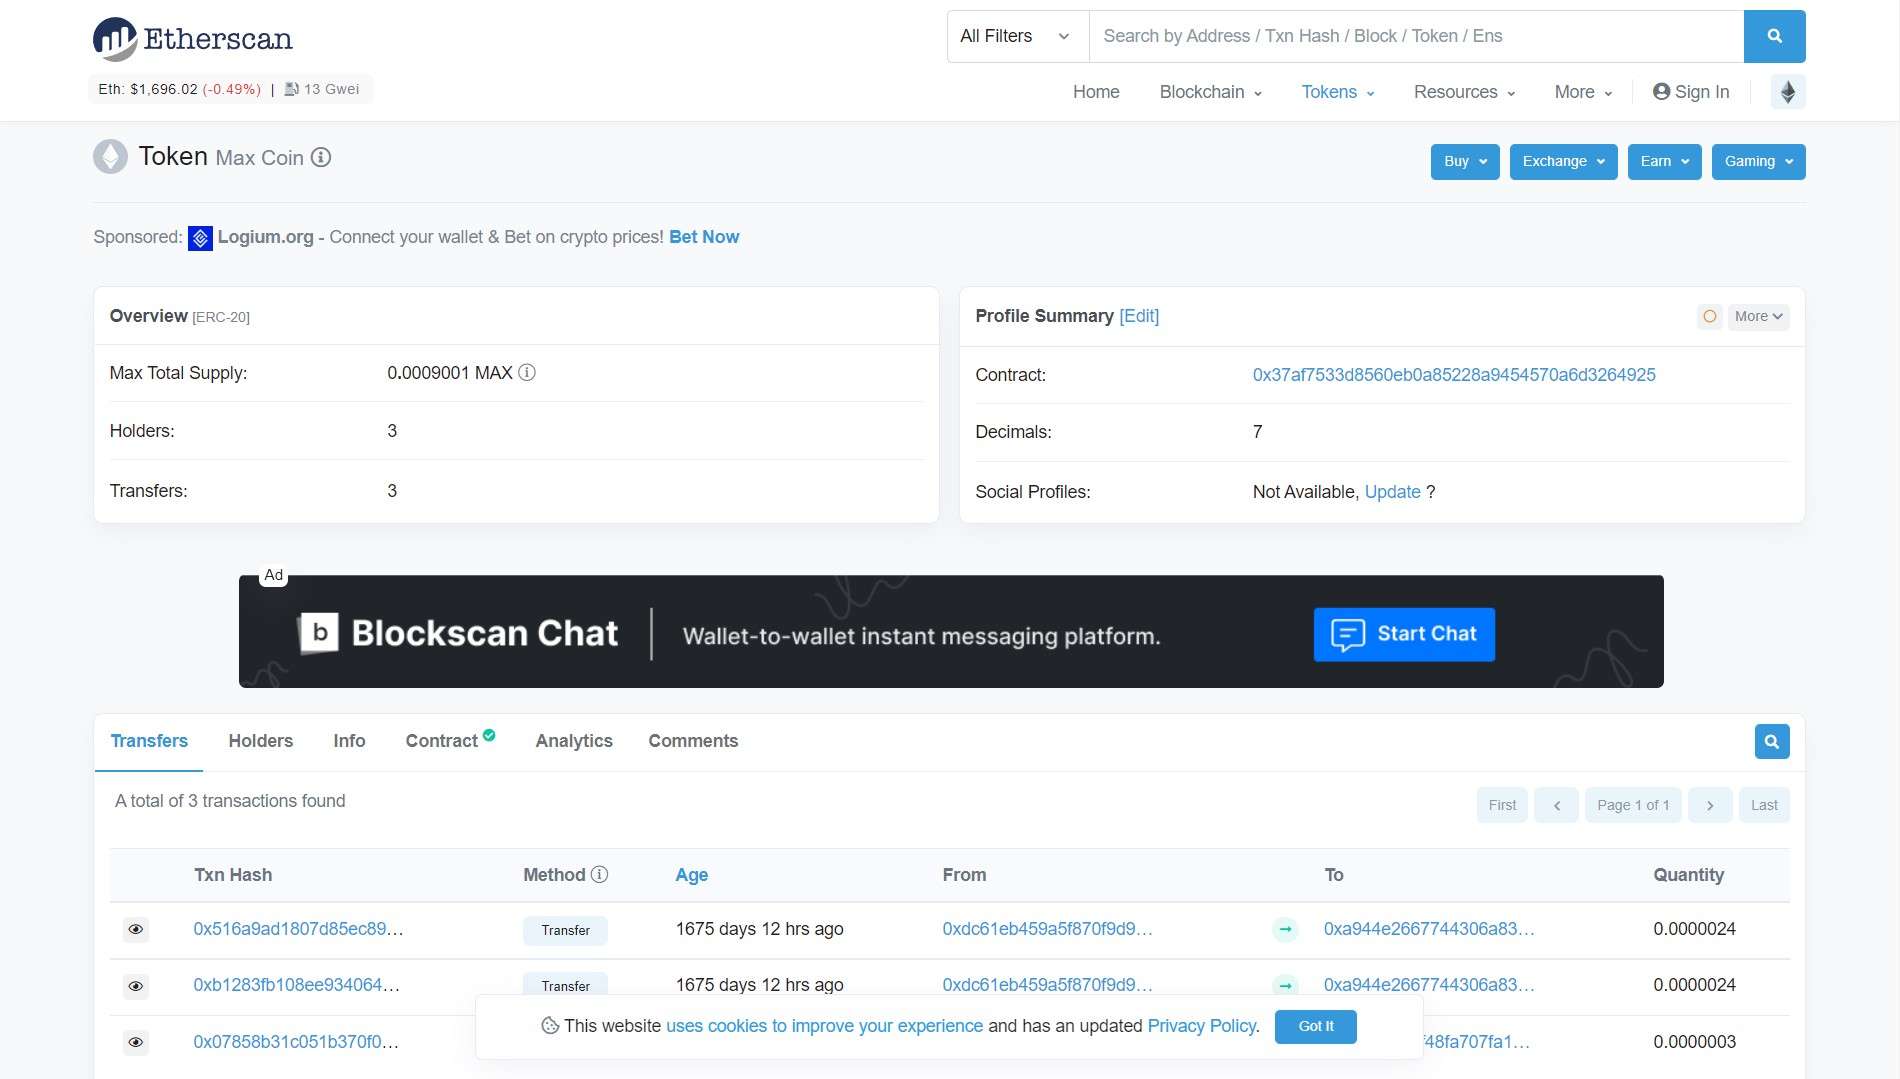 Etherscan
All Filters
Search by Address / Txn Hash / Block / Token / Ens
Eth: $1,696.02 (-0.49%) | 13 Gwei
Home Blockchain Tokens Resources More Sign In
Token Max Coin
Buy Exchange Earn Gaming
Sponsored: Logium.org - Connect your wallet & Bet on crypto prices! Bet Now
Overview [ERC-20]
Max Total Supply: 0.0009001 MAX
Holders: 3
Transfers: 3
Profile Summary [Edit]
More
Contract: 0x37af7533d8560eb0a85228a9454570a6d3264925
Decimals: 7
Social Profiles: Not Available, Update ?
Ad
b Blockscan Chat
Wallet-to-wallet instant messaging platform.
Start Chat
Transfers Holders Info Contract Analytics Comments
A total of 3 transactions found
First Page 1 of 1 Last
Txn Hash Method Age From To Quantity
0x516a9ad1807d85ec89... Transfer 1675 days 12 hrs ago 0xdc61eb459a5f870f9d9... 0xa944e2667744306a83... 0.0000024
0xb1283fb108ee934064... Transfer 1675 days 12 hrs ago 0xdc61eb459a5f870f9d9... 0xa944e2667744306a83... 0.0000024
0x07858b31c051b370f0... 48fa707fa1... 0.0000003
This website uses cookies to improve your experience and has an updated Privacy Policy.
Got It